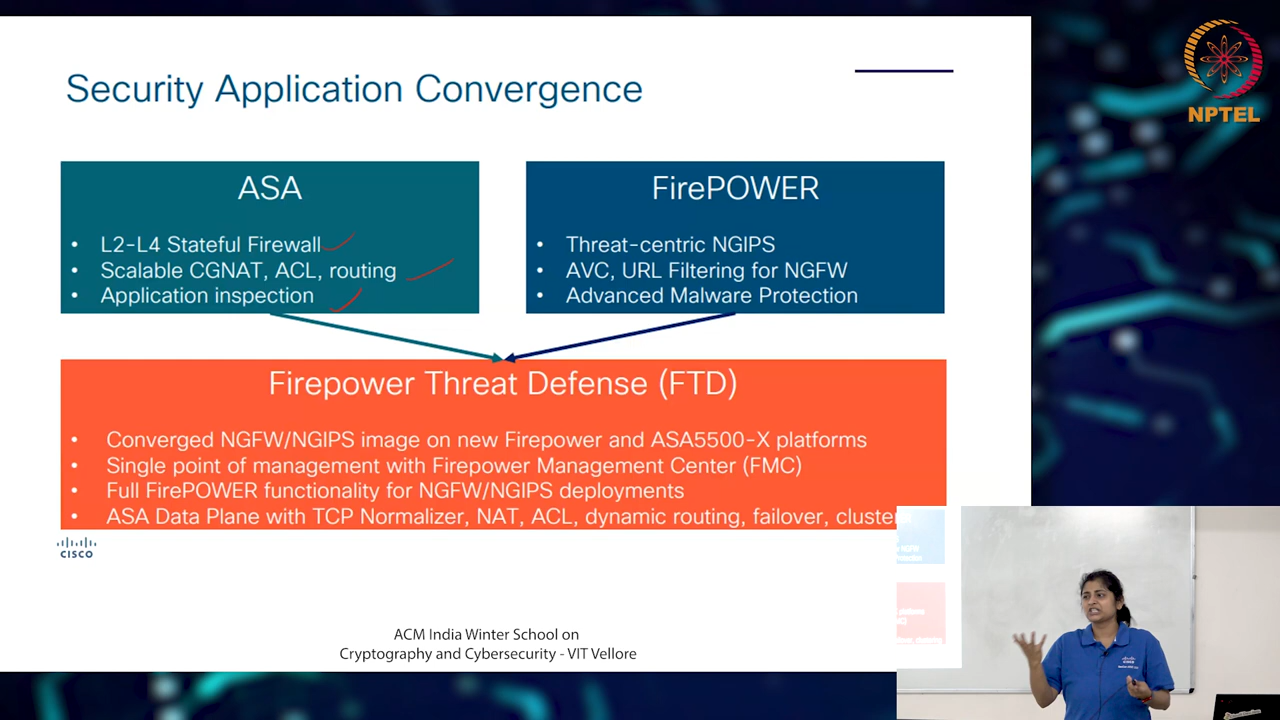 Security Application Convergence
NPTEL
ASA
• L2-L4 Stateful Firewall
• Scalable CGNAT, ACL, routing
• Application inspection
FirePOWER
• Threat-centric NGIPS
• AVC, URL Filtering for NGFW
• Advanced Malware Protection
Firepower Threat Defense (FTD)
• Converged NGFW/NGIPS image on new Firepower and ASA5500-X platforms
• Single point of management with Firepower Management Center (FMC)
• Full FirePOWER functionality for NGFW/NGIPS deployments
• ASA Data Plane with TCP Normalizer, NAT, ACL, dynamic routing, failover,
CISCO
ACM India Winter School on
Cryptography and Cybersecurity - VIT Vellore